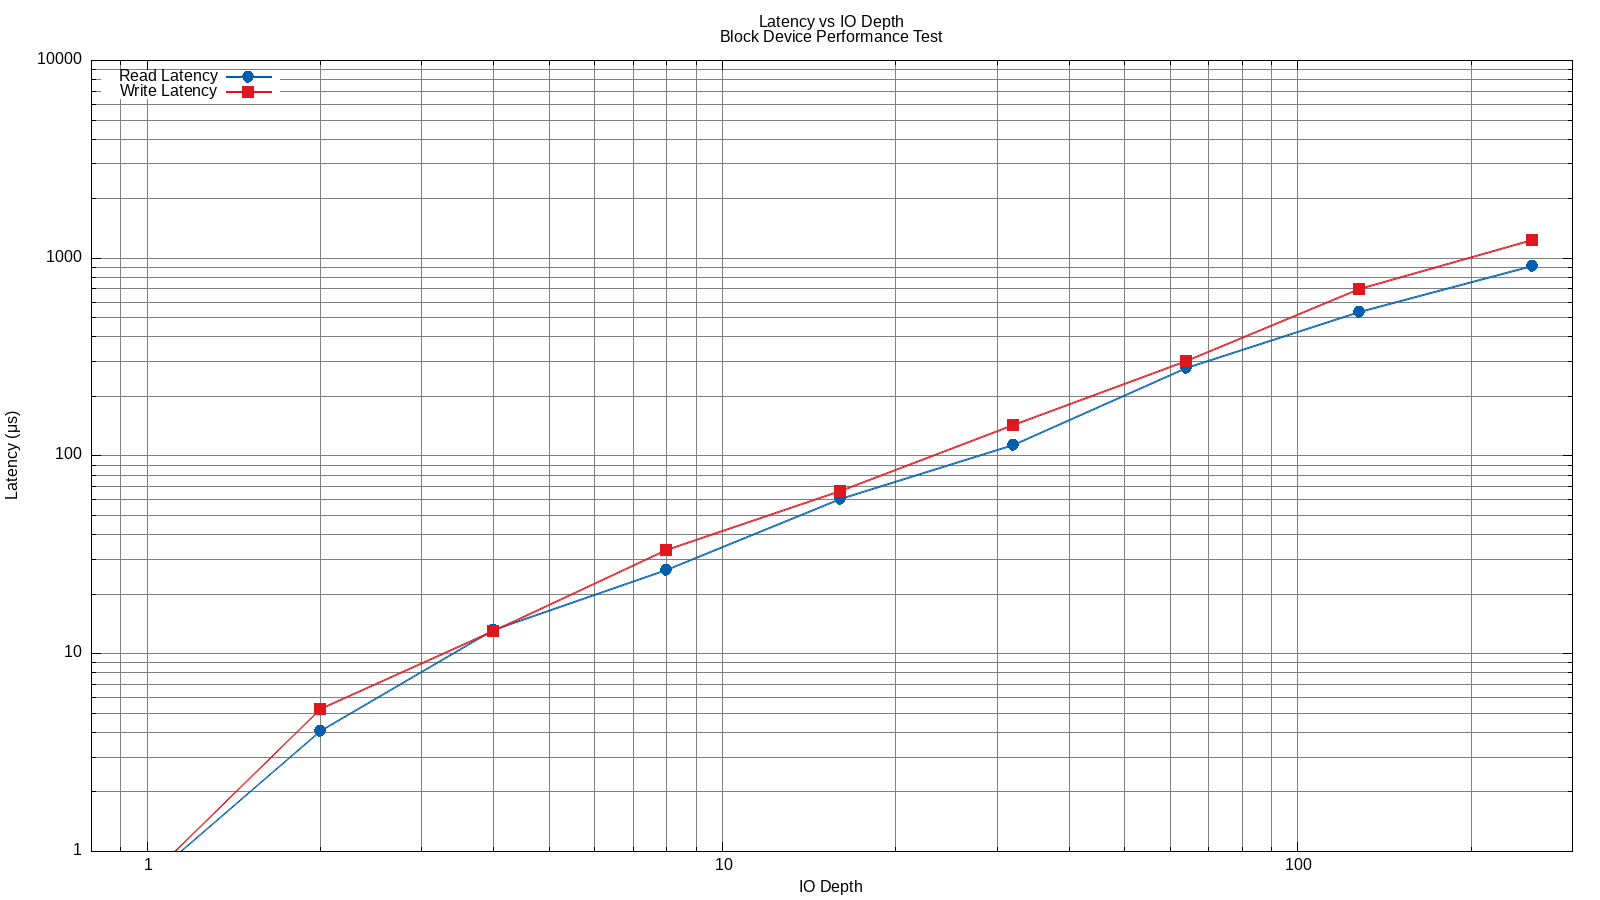 Latency vs IO Depth
Block Device Performance Test
Read Latency
Write Latency
10000
1000
100
10
1
Latency (μs)
1
10
100
IO Depth